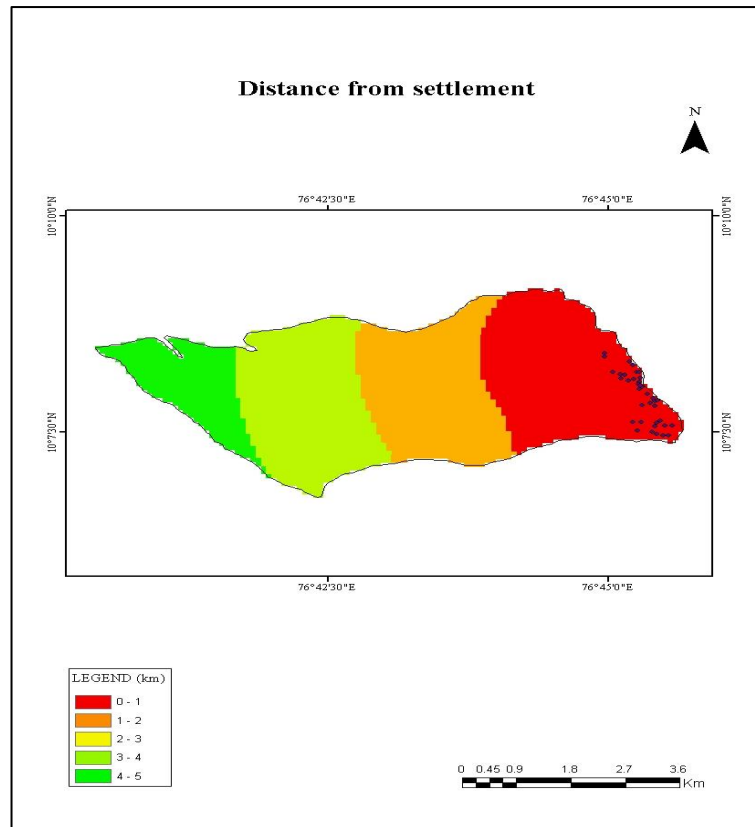 Distance from settlement
N
76°42'30"E 76°45'0"E
10°10'0"N 10°10'0"N
10°7'30"N 10°7'30"N
76°42'30"E 76°45'0"E
LEGEND (km)
0 - 1
1 - 2
2 - 3
3 - 4
4 - 5
0 0.45 0.9 1.8 2.7 3.6
Km